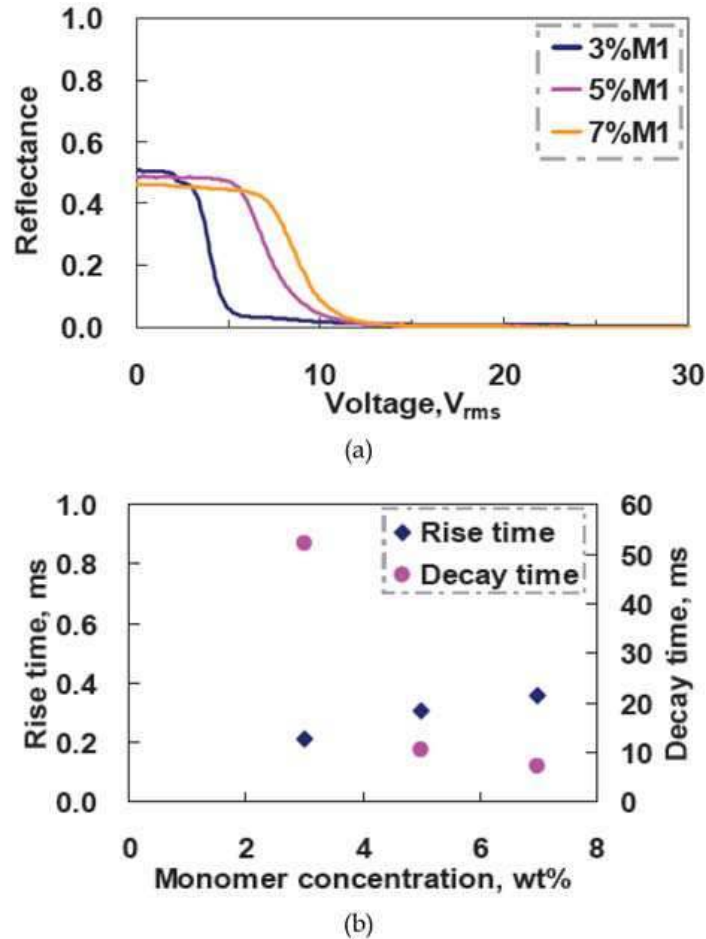 1.0
0.8
0.6
0.4
0.2
0.0
Reflectance
3%M1
5%M1
7%M1
0 10 20 30
Voltage,Vrms
(a)
1.0
0.8
0.6
0.4
0.2
0.0
Rise time, ms
Rise time
Decay time
60
50
40
30
20
10
0
Decay time, ms
0 2 4 6 8
Monomer concentration, wt%
(b)